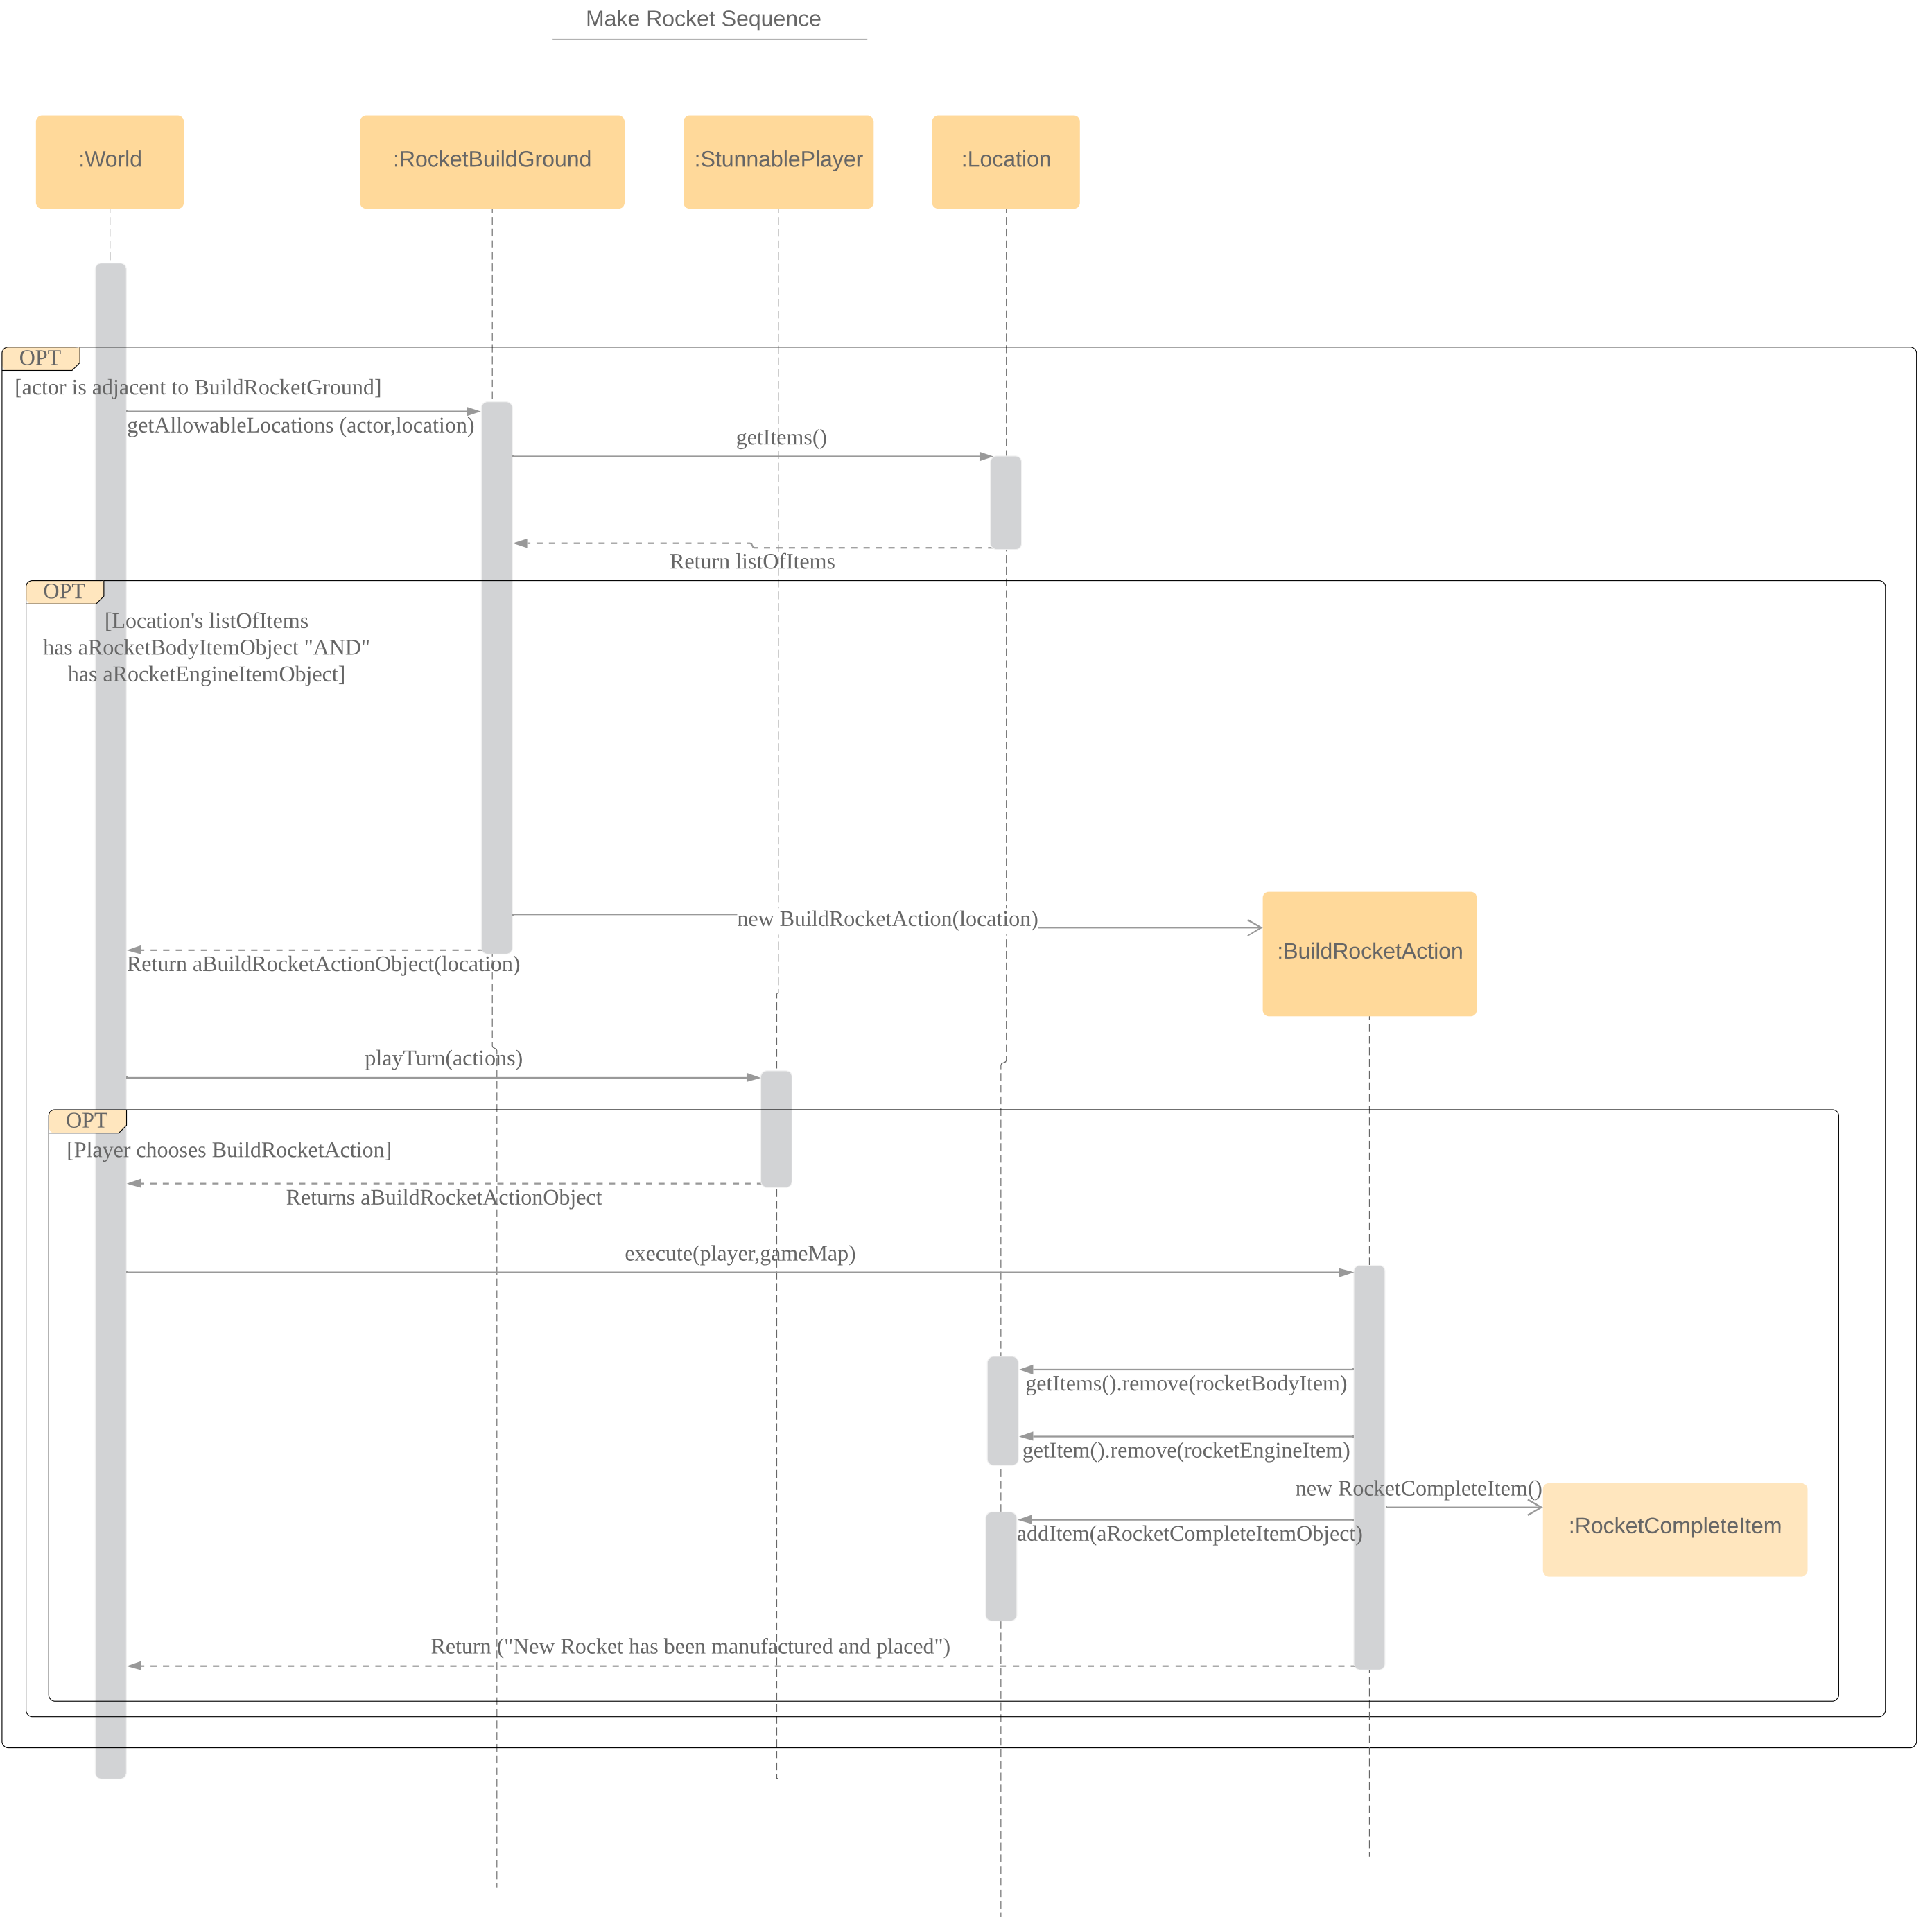 Make Rocket Sequence
:World
:RocketBuildGround
:StunnablePlayer
:Location
OPT
[actor is adjacent to BuildRocketGround]
getAllowableLocations (actor,location)
getItems()
Return listOfItems
OPT
[Location's listOfItems
has aRocketBodyItemObject "AND"
has aRocketEngineItemObject]
new BuildRocketAction(location)
:BuildRocketAction
Return aBuildRocketActionObject(location)
playTurn(actions)
OPT
[Player chooses BuildRocketAction]
Returns aBuildRocketActionObject
execute(player,gameMap)
getItems().remove(rocketBodyItem)
getItem().remove(rocketEngineItem)
new RocketCompleteItem()
:RocketCompleteItem
addItem(aRocketCompleteItemObject)
Return ("New Rocket has been manufactured and placed")